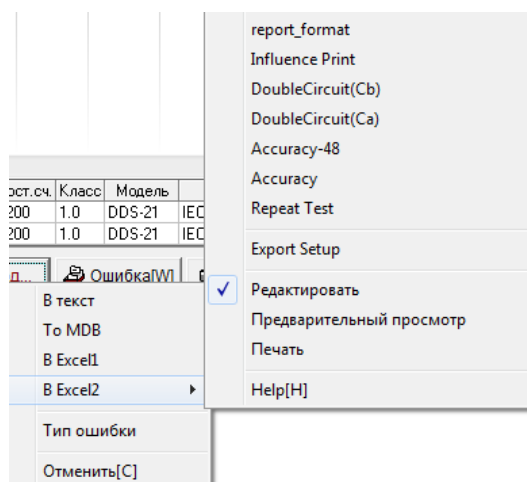 report_format
Influence Print
DoubleCircuit(Cb)
DoubleCircuit(Ca)
Accuracy-48
Accuracy
Repeat Test
Export Setup
Редактировать
Предварительный просмотр
Печать
Help[H]
ост.сч. Класс Модель
200 1.0 DDS-21 IEC
200 1.0 DDS-21 IEC
д... Ошибка[W]
В текст
To MDB
В Excel1
В Excel2
Тип ошибки
Отменить[C]